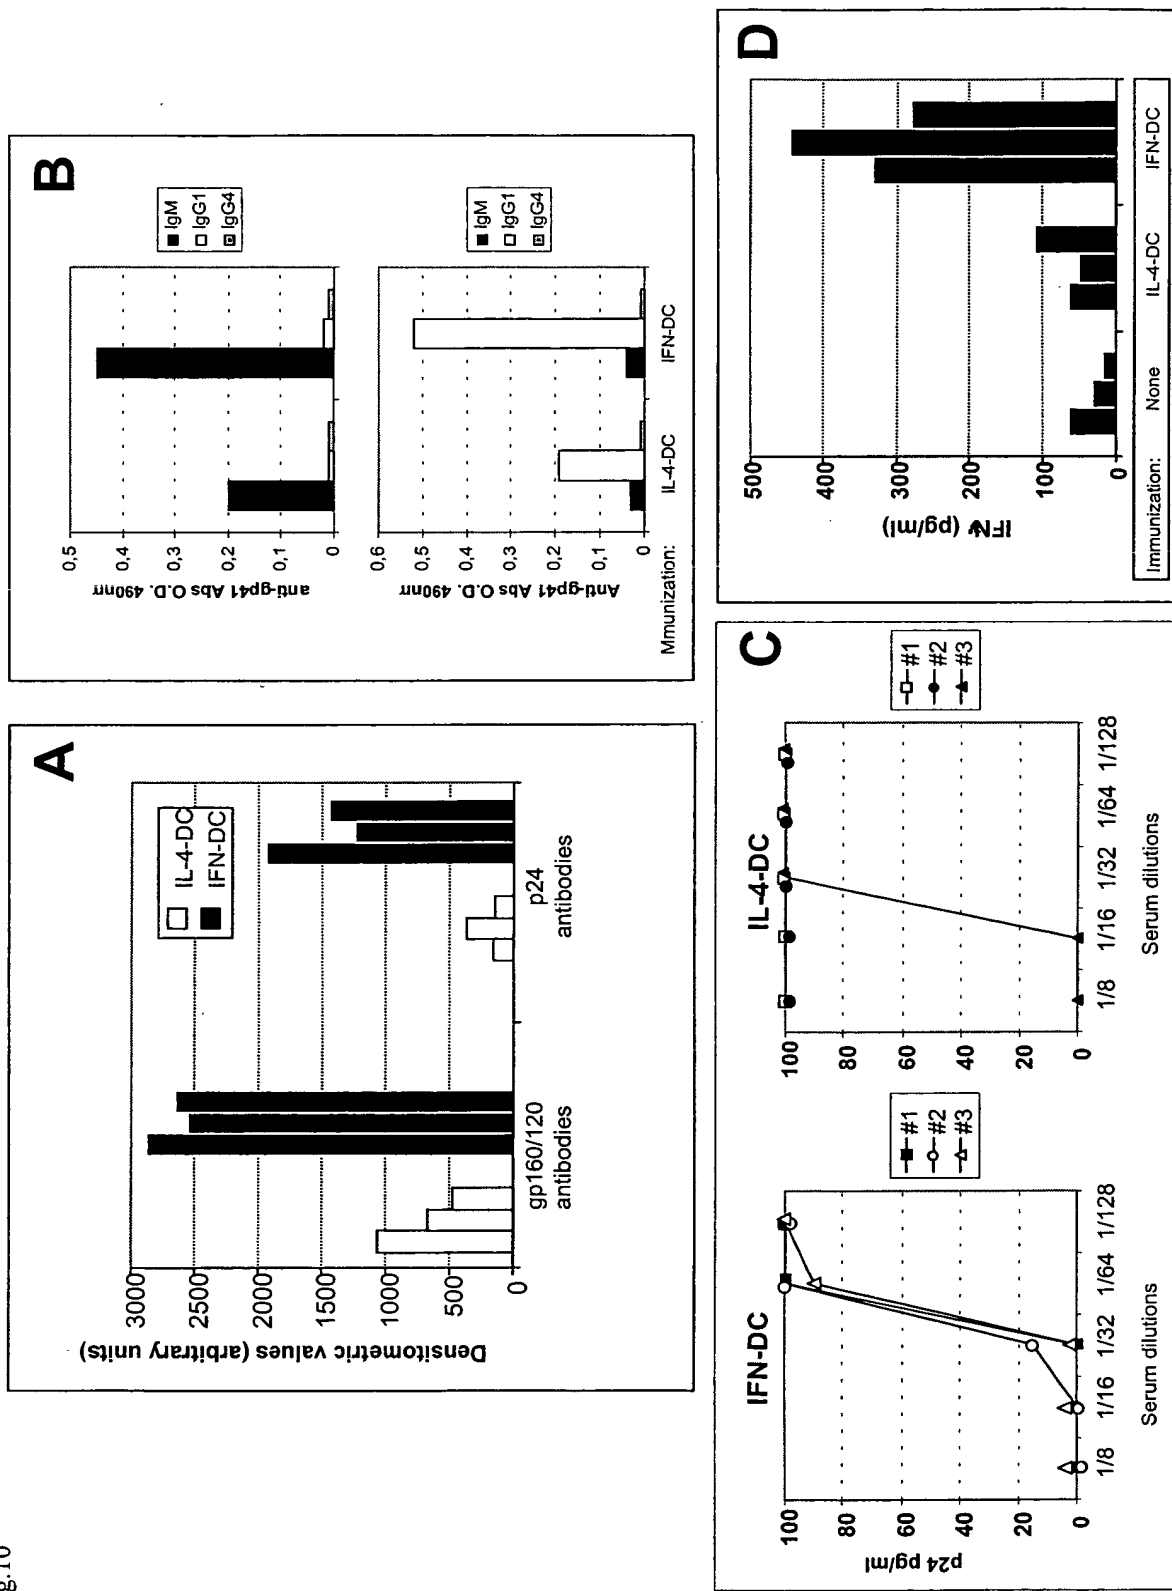 g.10
A
3000
2500
2000
1500
1000
500
0
Densitometric values (arbitrary units)
IL-4-DC
IFN-DC
gp160/120
antibodies
p24
antibodies
B
0,5
0,4
0,3
0,2
0,1
0
anti-gp41 Abs O.D. 490nm
IgM
IgG1
IgG4
0,6
0,5
0,4
0,3
0,2
0,1
0
Anti-gp41 Abs O.D. 490nm
IgM
IgG1
IgG4
Mmunization:
IL-4-DC
IFN-DC
C
IFN-DC
100
80
60
40
20
0
p24 pg/ml
1/8 1/16 1/32 1/64 1/128
Serum dilutions
#1
#2
#3
IL-4-DC
100
80
60
40
20
0
1/8 1/16 1/32 1/64 1/128
Serum dilutions
#1
#2
#3
D
500
400
300
200
100
0
(pg/ml)
Immunization: None IL-4-DC IFN-DC